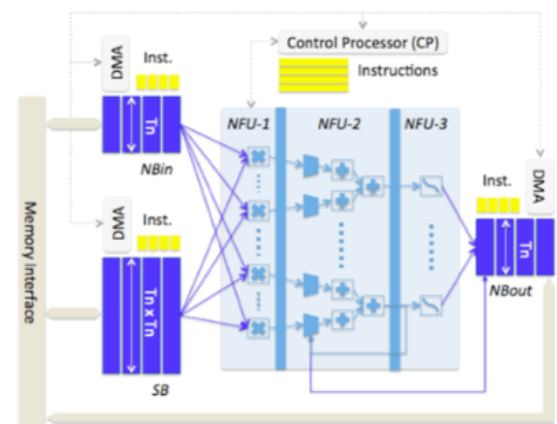 Control Processor (CP)
Instructions
DMA
Inst.
Tn
NBin
DMA
Inst.
Tn x Tn
SB
Memory Interface
NFU-1
NFU-2
NFU-3
DMA
Inst.
Tn
NBout